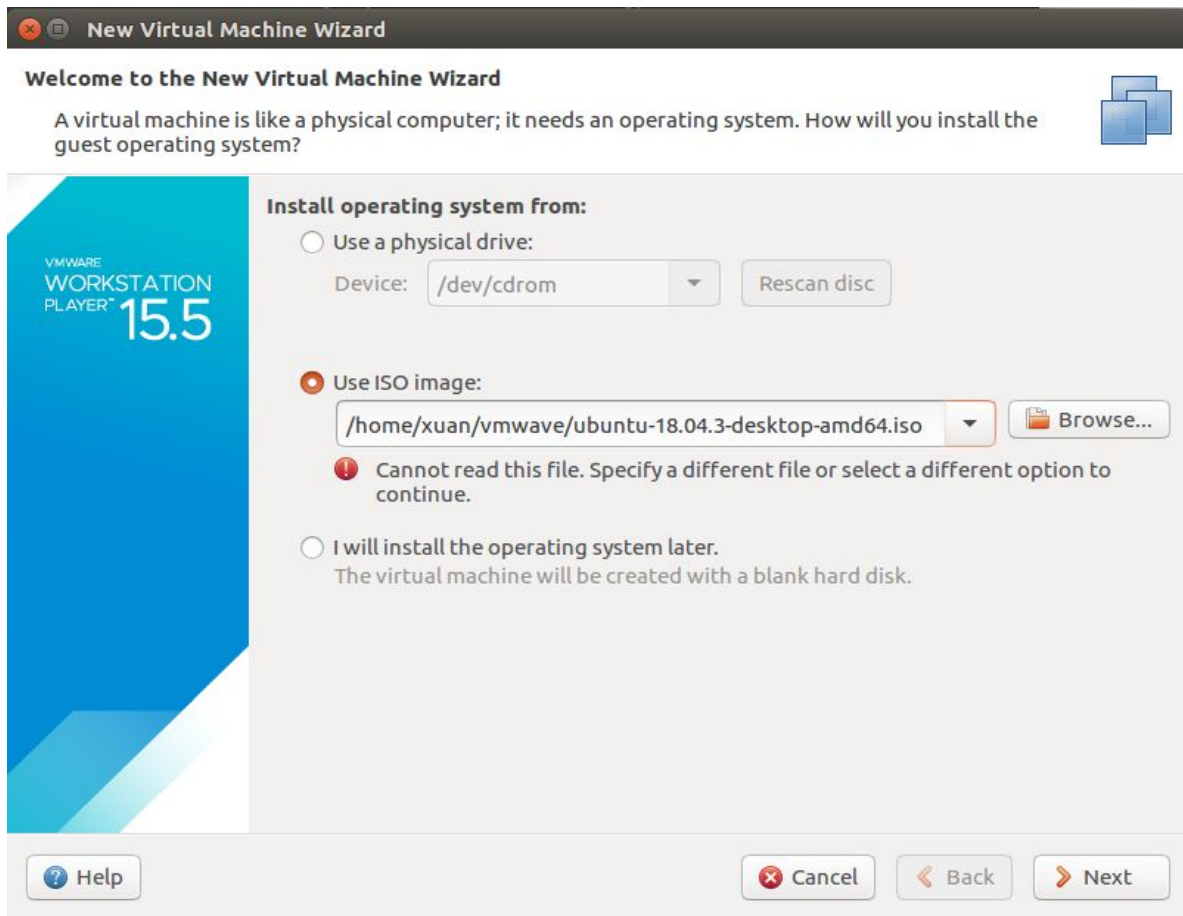 New Virtual Machine Wizard
Welcome to the New Virtual Machine Wizard
A virtual machine is like a physical computer; it needs an operating system. How will you install the
guest operating system?
VMWARE
WORKSTATION
PLAYER™ 15.5
Install operating system from:
Use a physical drive:
Device: /dev/cdrom Rescan disc
Use ISO image:
/home/xuan/vmwave/ubuntu-18.04.3-desktop-amd64.iso Browse...
Cannot read this file. Specify a different file or select a different option to
continue.
I will install the operating system later.
The virtual machine will be created with a blank hard disk.
Help Cancel Back Next